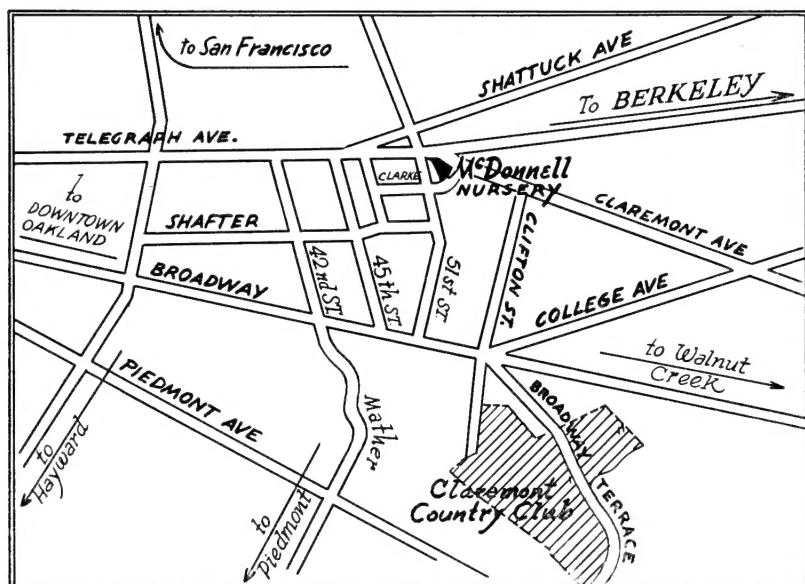 to San Francisco
SHATTUCK AVE
To BERKELEY
TELEGRAPH AVE.
CLARKE
McDonnell
NURSERY
to
DOWNTOWN
OAKLAND
SHAFTER
CLAREMONT AVE
CLIFTON ST.
BROADWAY
42nd ST.
45th ST.
51st ST.
COLLEGE AVE
to Walnut
Creek
PIEDMONT AVE
Mather
BROADWAY
TERRACE
to
Hayward
to
Piedmont
Claremont
Country Club